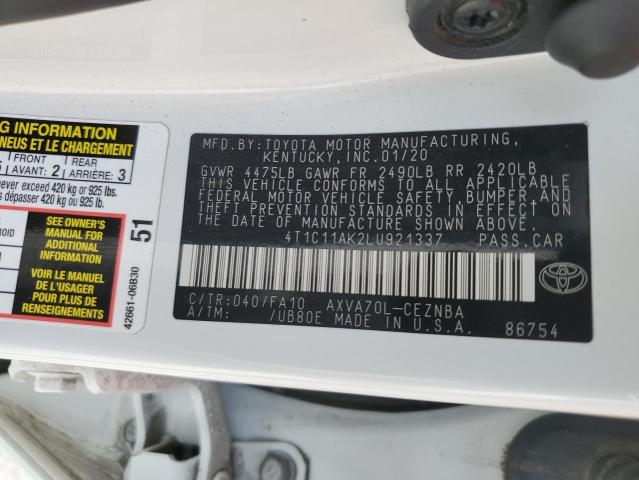 G INFORMATION
NEUS ET LE CHARGEMENT
5 FRONT AVANT: 2 REAR ARRIÈRE: 3
never exceed 420 kg or 925 lbs.
dépasser 420 kg ou 925 lb.
SEE OWNER'S
MANUAL FOR
ADDITIONAL
INFORMATION
VOIR LE MANUEL
DE L'USAGER
POUR PLUS DE
RENSEIGNEMENTS
51
42661-06B30
MFD.BY:TOYOTA MOTOR MANUFACTURING,
KENTUCKY,INC.01/20
GVWR 4475LB GAWR FR 2490LB RR 2420LB
THIS VEHICLE CONFORMS TO ALL APPLICABLE
FEDERAL MOTOR VEHICLE SAFETY,BUMPER,AND
THEFT PREVENTION STANDARDS IN EFFECT ON
THE DATE OF MANUFACTURE SHOWN ABOVE.
4T1C11AK2LU921337 PASS.CAR
C/TR:040/FA10 AXVA70L-CEZNBA
A/TM: /UB80E MADE IN U.S.A.
86754
TOYOTA